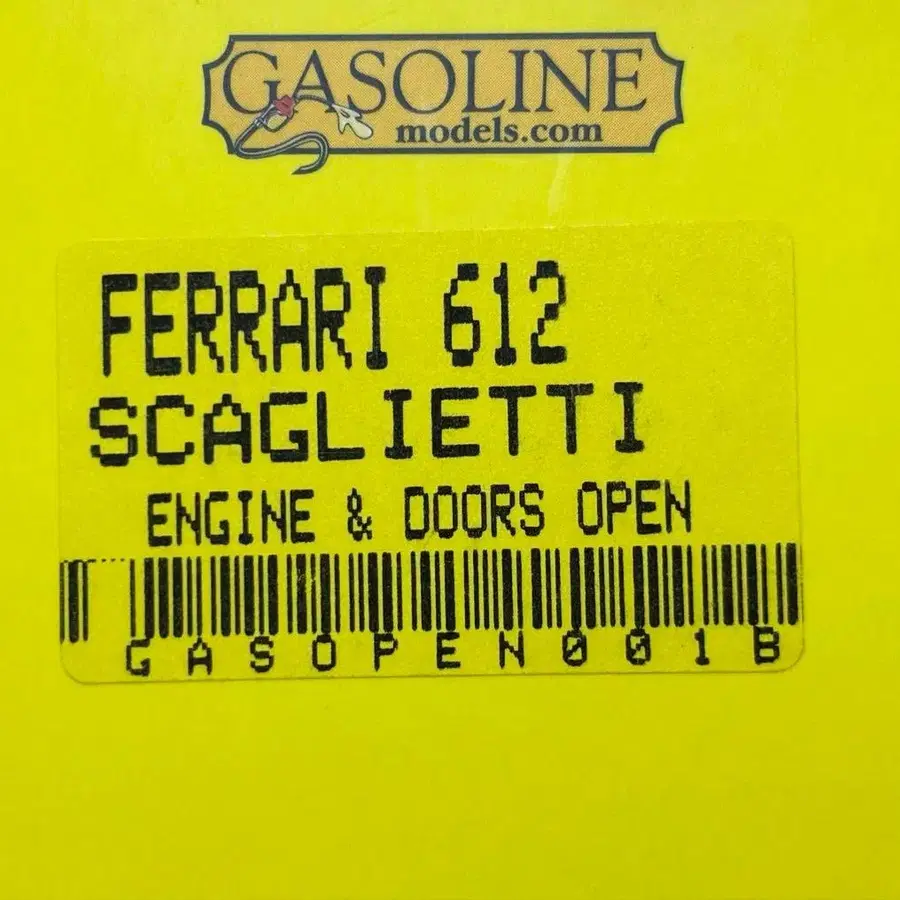 GASOLINE
models.com
FERRARI 612
SCAGLIETTI
ENGINE & DOORS OPEN
GASOPEN001B